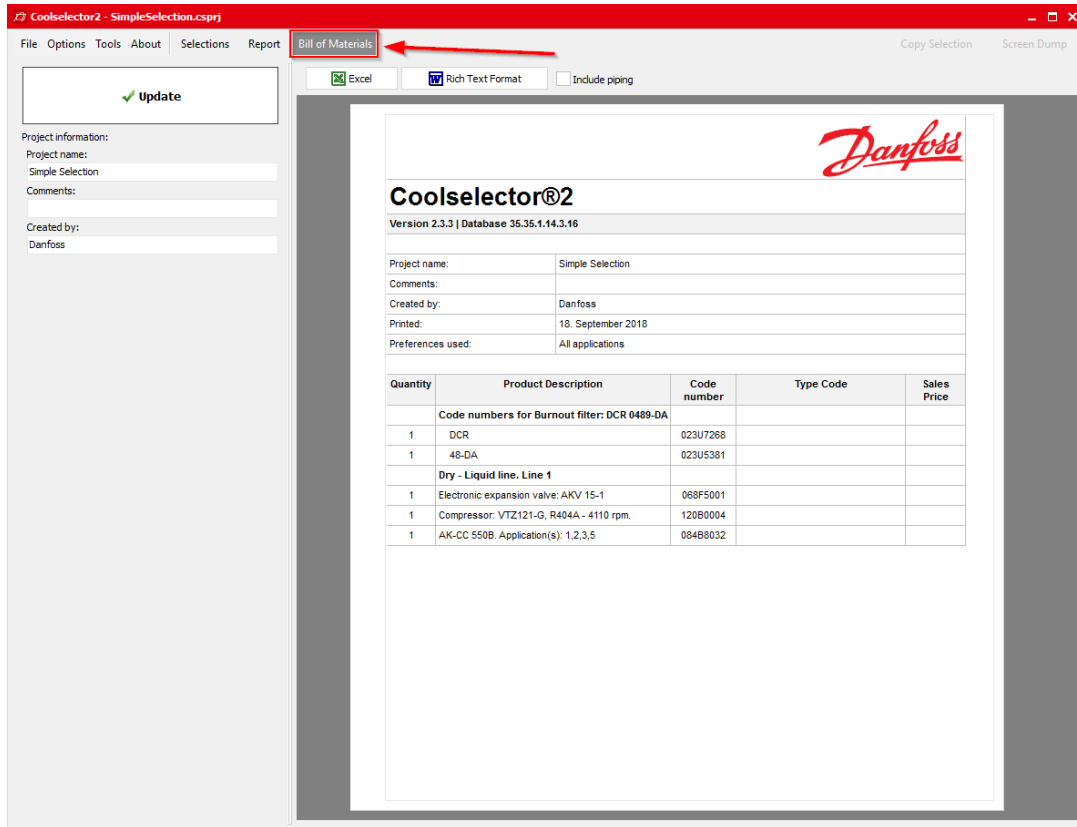 Coolselector2 - SimpleSelection.csprj
File Options Tools About Selections Report Bill of Materials Copy Selection Screen Dump
Excel Rich Text Format Include piping
Update
Project information:
Project name:
Simple Selection
Comments:
Created by:
Danfoss
Danfoss
Coolselector®2
Version 2.3.3 | Database 35.35.1.14.3.16
Project name: Simple Selection
Comments:
Created by: Danfoss
Printed: 18. September 2018
Preferences used: All applications
Quantity Product Description Code number Type Code Sales Price
Code numbers for Burnout filter: DCR 0489-DA
1 DCR 023U7268
1 48-DA 023U5381
Dry - Liquid line. Line 1
1 Electronic expansion valve: AKV 15-1 068F5001
1 Compressor: VTZ121-G, R404A - 4110 rpm. 120B0004
1 AK-CC 550B. Application(s): 1,2,3,5 084B8032